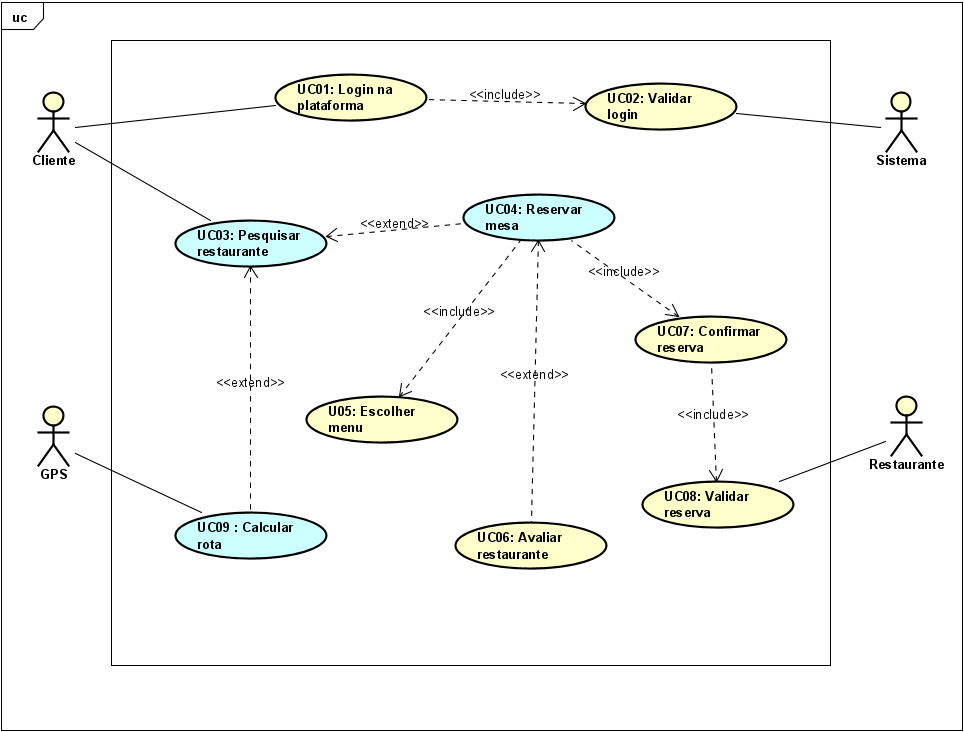 uc
UC01: Login na
plataforma
<<include>>
UC02: Validar
login
Cliente
Sistema
UC04: Reservar
mesa
<<extend>>
UC03: Pesquisar
restaurante
<<include>>
<<include>>
UC07: Confirmar
reserva
<<extend>>
<<extend>>
U05: Escolher
menu
<<include>>
GPS
Restaurante
UC08: Validar
reserva
UC09 : Calcular
rota
UC06: Avaliar
restaurante